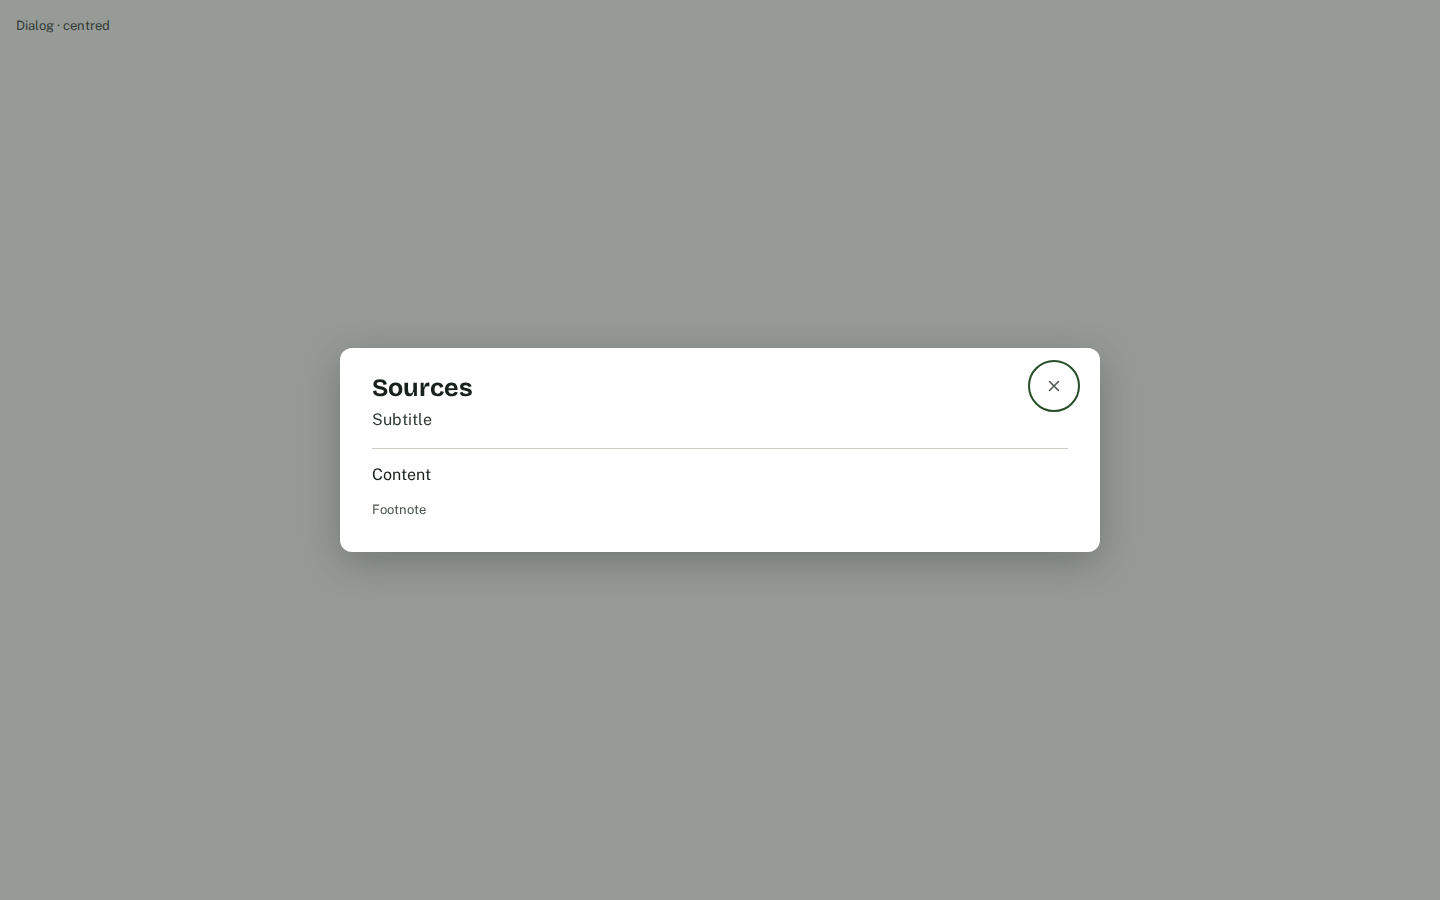 Dialog · centred
Sources
Subtitle
Content
Footnote